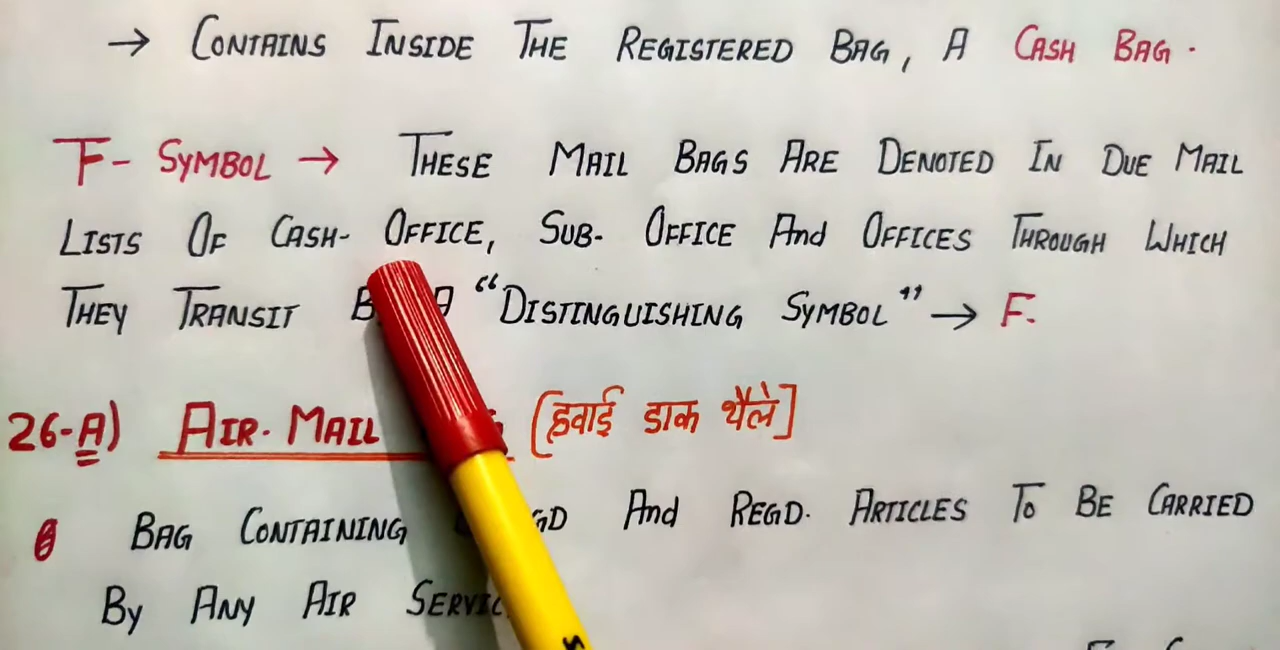 → CONTAINS INSIDE THE REGISTERED BAG, A CASH BAG.
F- SYMBOL → THESE MAIL BAGS ARE DENOTED IN DUE MAIL
LISTS OF CASH- OFFICE, SUB- OFFICE And OFFICES THROUGH WHICH
THEY TRANSIT A "DISTINGUISHING SYMBOL" → F.
26-A) AIR. MAIL (हवाई डाक थैले]
BAG CONTAINING And REGD. ARTICLES TO BE CARRIED
By ANY AIR